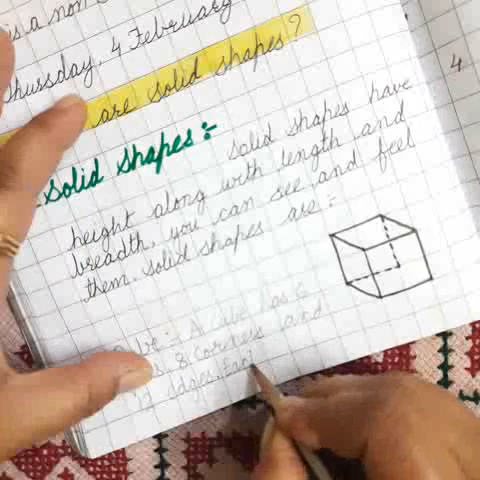 is a non
Thursday, 4 February
are solid shapes?
Solid Shapes:- Solid shapes have
height along with length and
breadth, you can see and feel
them. Solid shapes are:-
A cube has 6
8 corners and
12 edges.
4